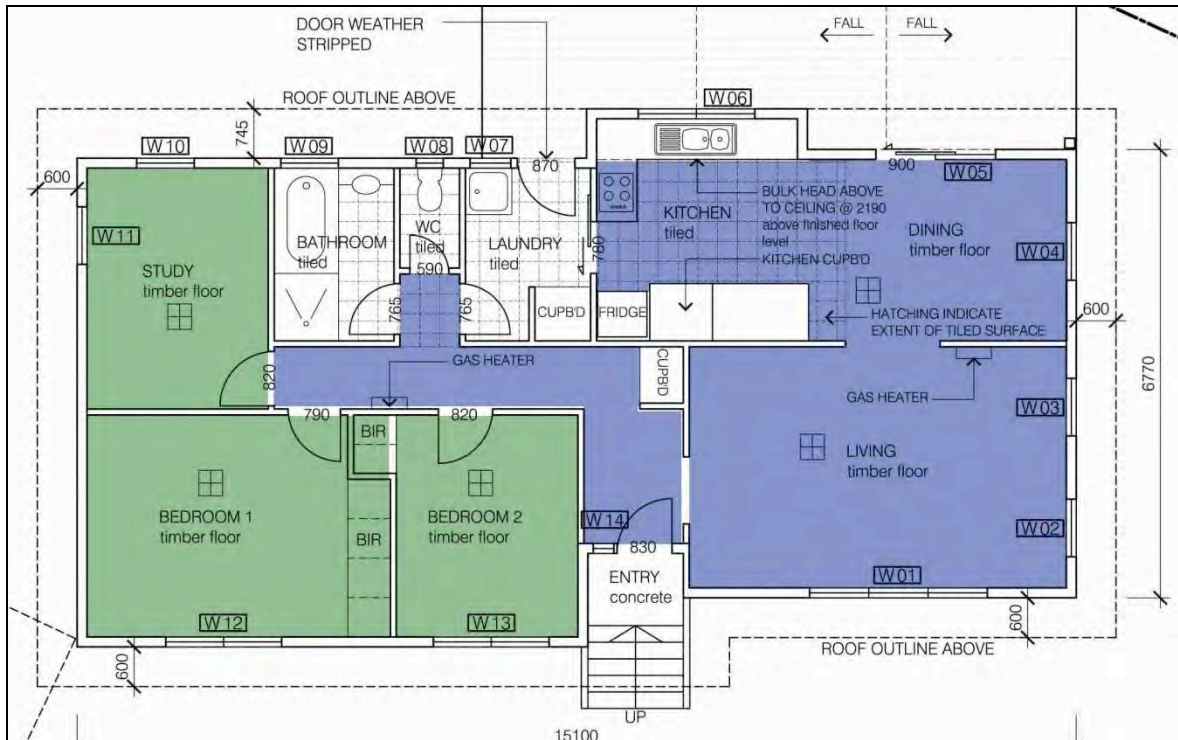 DOOR WEATHER
STRIPPED
FALL
FALL
ROOF OUTLINE ABOVE
745
600
W10
W09
W08
W07
W06
870
900
W05
BULK HEAD ABOVE
TO CEILING @ 2190
above finished floor
level
KITCHEN CUPB'D
KITCHEN
tiled
DINING
timber floor
W04
W11
STUDY
timber floor
BATHROOM
tiled
WC
tiled
590
LAUNDRY
tiled
780
765
765
CUPB'D
FRIDGE
HATCHING INDICATE
EXTENT OF TILED SURFACE
600
6770
GAS HEATER
820
CUPBD
GAS HEATER
W03
790
820
BIR
LIVING
timber floor
BEDROOM 1
timber floor
BIR
BEDROOM 2
timber floor
W14
W02
830
ENTRY
concrete
W01
W12
W13
600
600
ROOF OUTLINE ABOVE
UP
15100